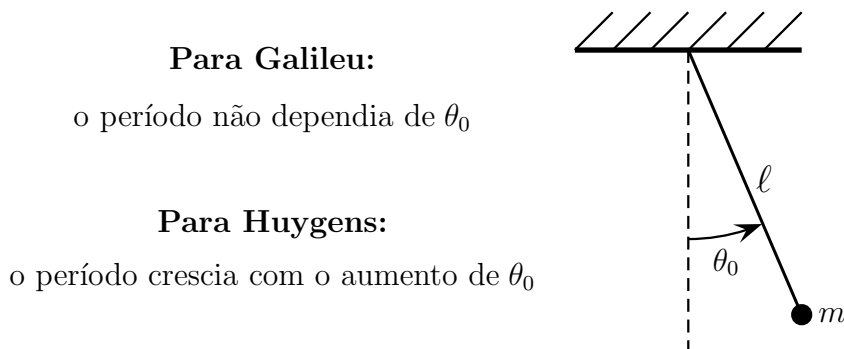 Para Galileu:
o período não dependia de θ₀
Para Huygens:
o período crescia com o aumento de θ₀
ℓ
θ₀
m